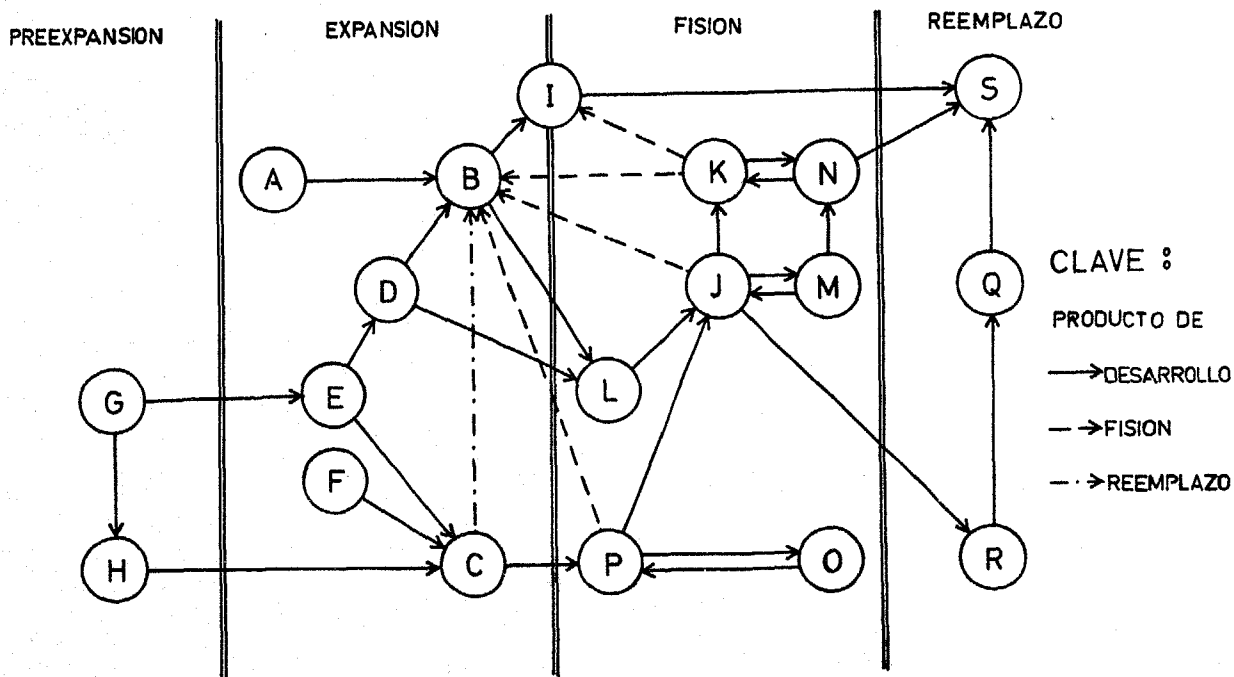 PREEXPANSION
EXPANSION
FISION
REEMPLAZO
I
S
A
B
K
N
D
J
M
Q
CLAVE :
PRODUCTO DE
DESARROLLO
FISION
REEMPLAZO
G
E
L
F
H
C
P
O
R